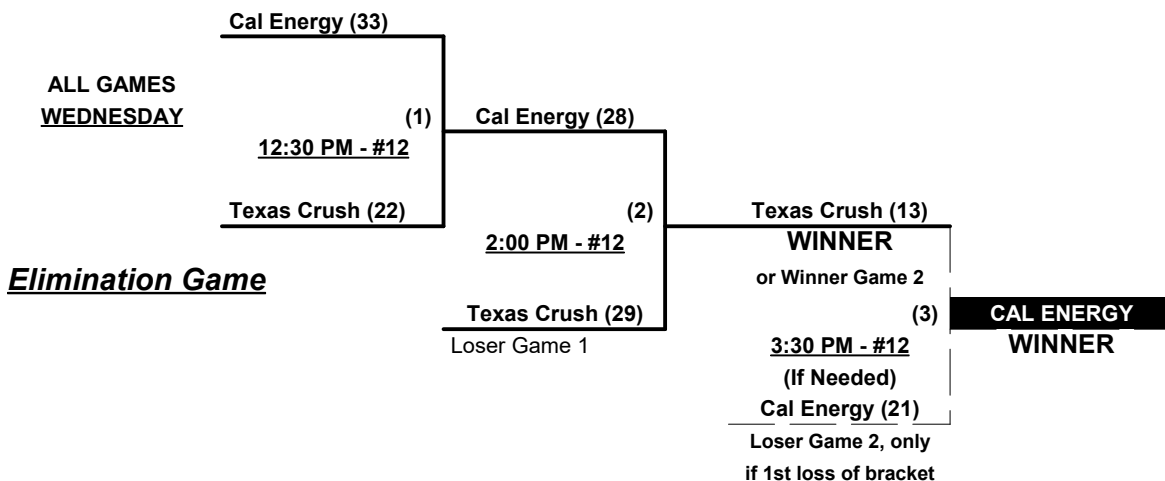 Cal Energy (33)
ALL GAMES
WEDNESDAY
(1)
Cal Energy (28)
12:30 PM - #12
Texas Crush (22)
(2)
Texas Crush (13)
2:00 PM - #12
WINNER
Elimination Game
or Winner Game 2
Texas Crush (29)
(3)
CAL ENERGY
Loser Game 1
3:30 PM - #12
WINNER
(If Needed)
Cal Energy (21)
Loser Game 2, only
if 1st loss of bracket